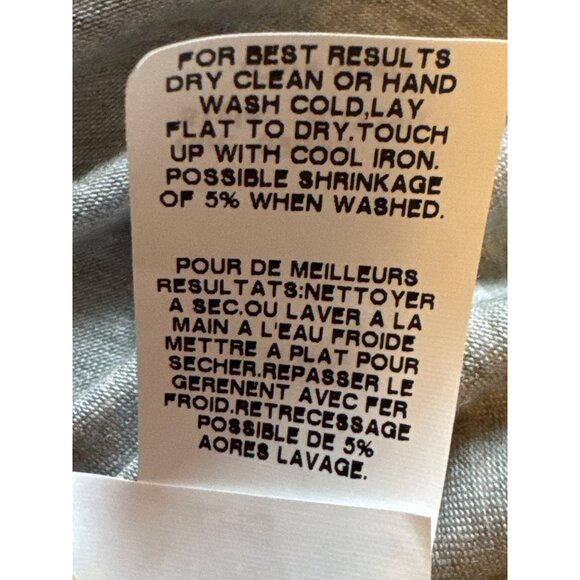 FOR BEST RESULTS
DRY CLEAN OR HAND
WASH COLD,LAY
FLAT TO DRY.TOUCH
UP WITH COOL IRON.
POSSIBLE SHRINKAGE
OF 5% WHEN WASHED.
POUR DE MEILLEURS
RESULTATS:NETTOYER
A SEC.OU LAVER A LA
MAIN A L'EAU FROIDE
METTRE A PLAT POUR
SECHER.REPASSER LE
GERENENT AVEC FER
FROID.RETRECESSAGE
POSSIBLE DE 5%
AORES LAVAGE.